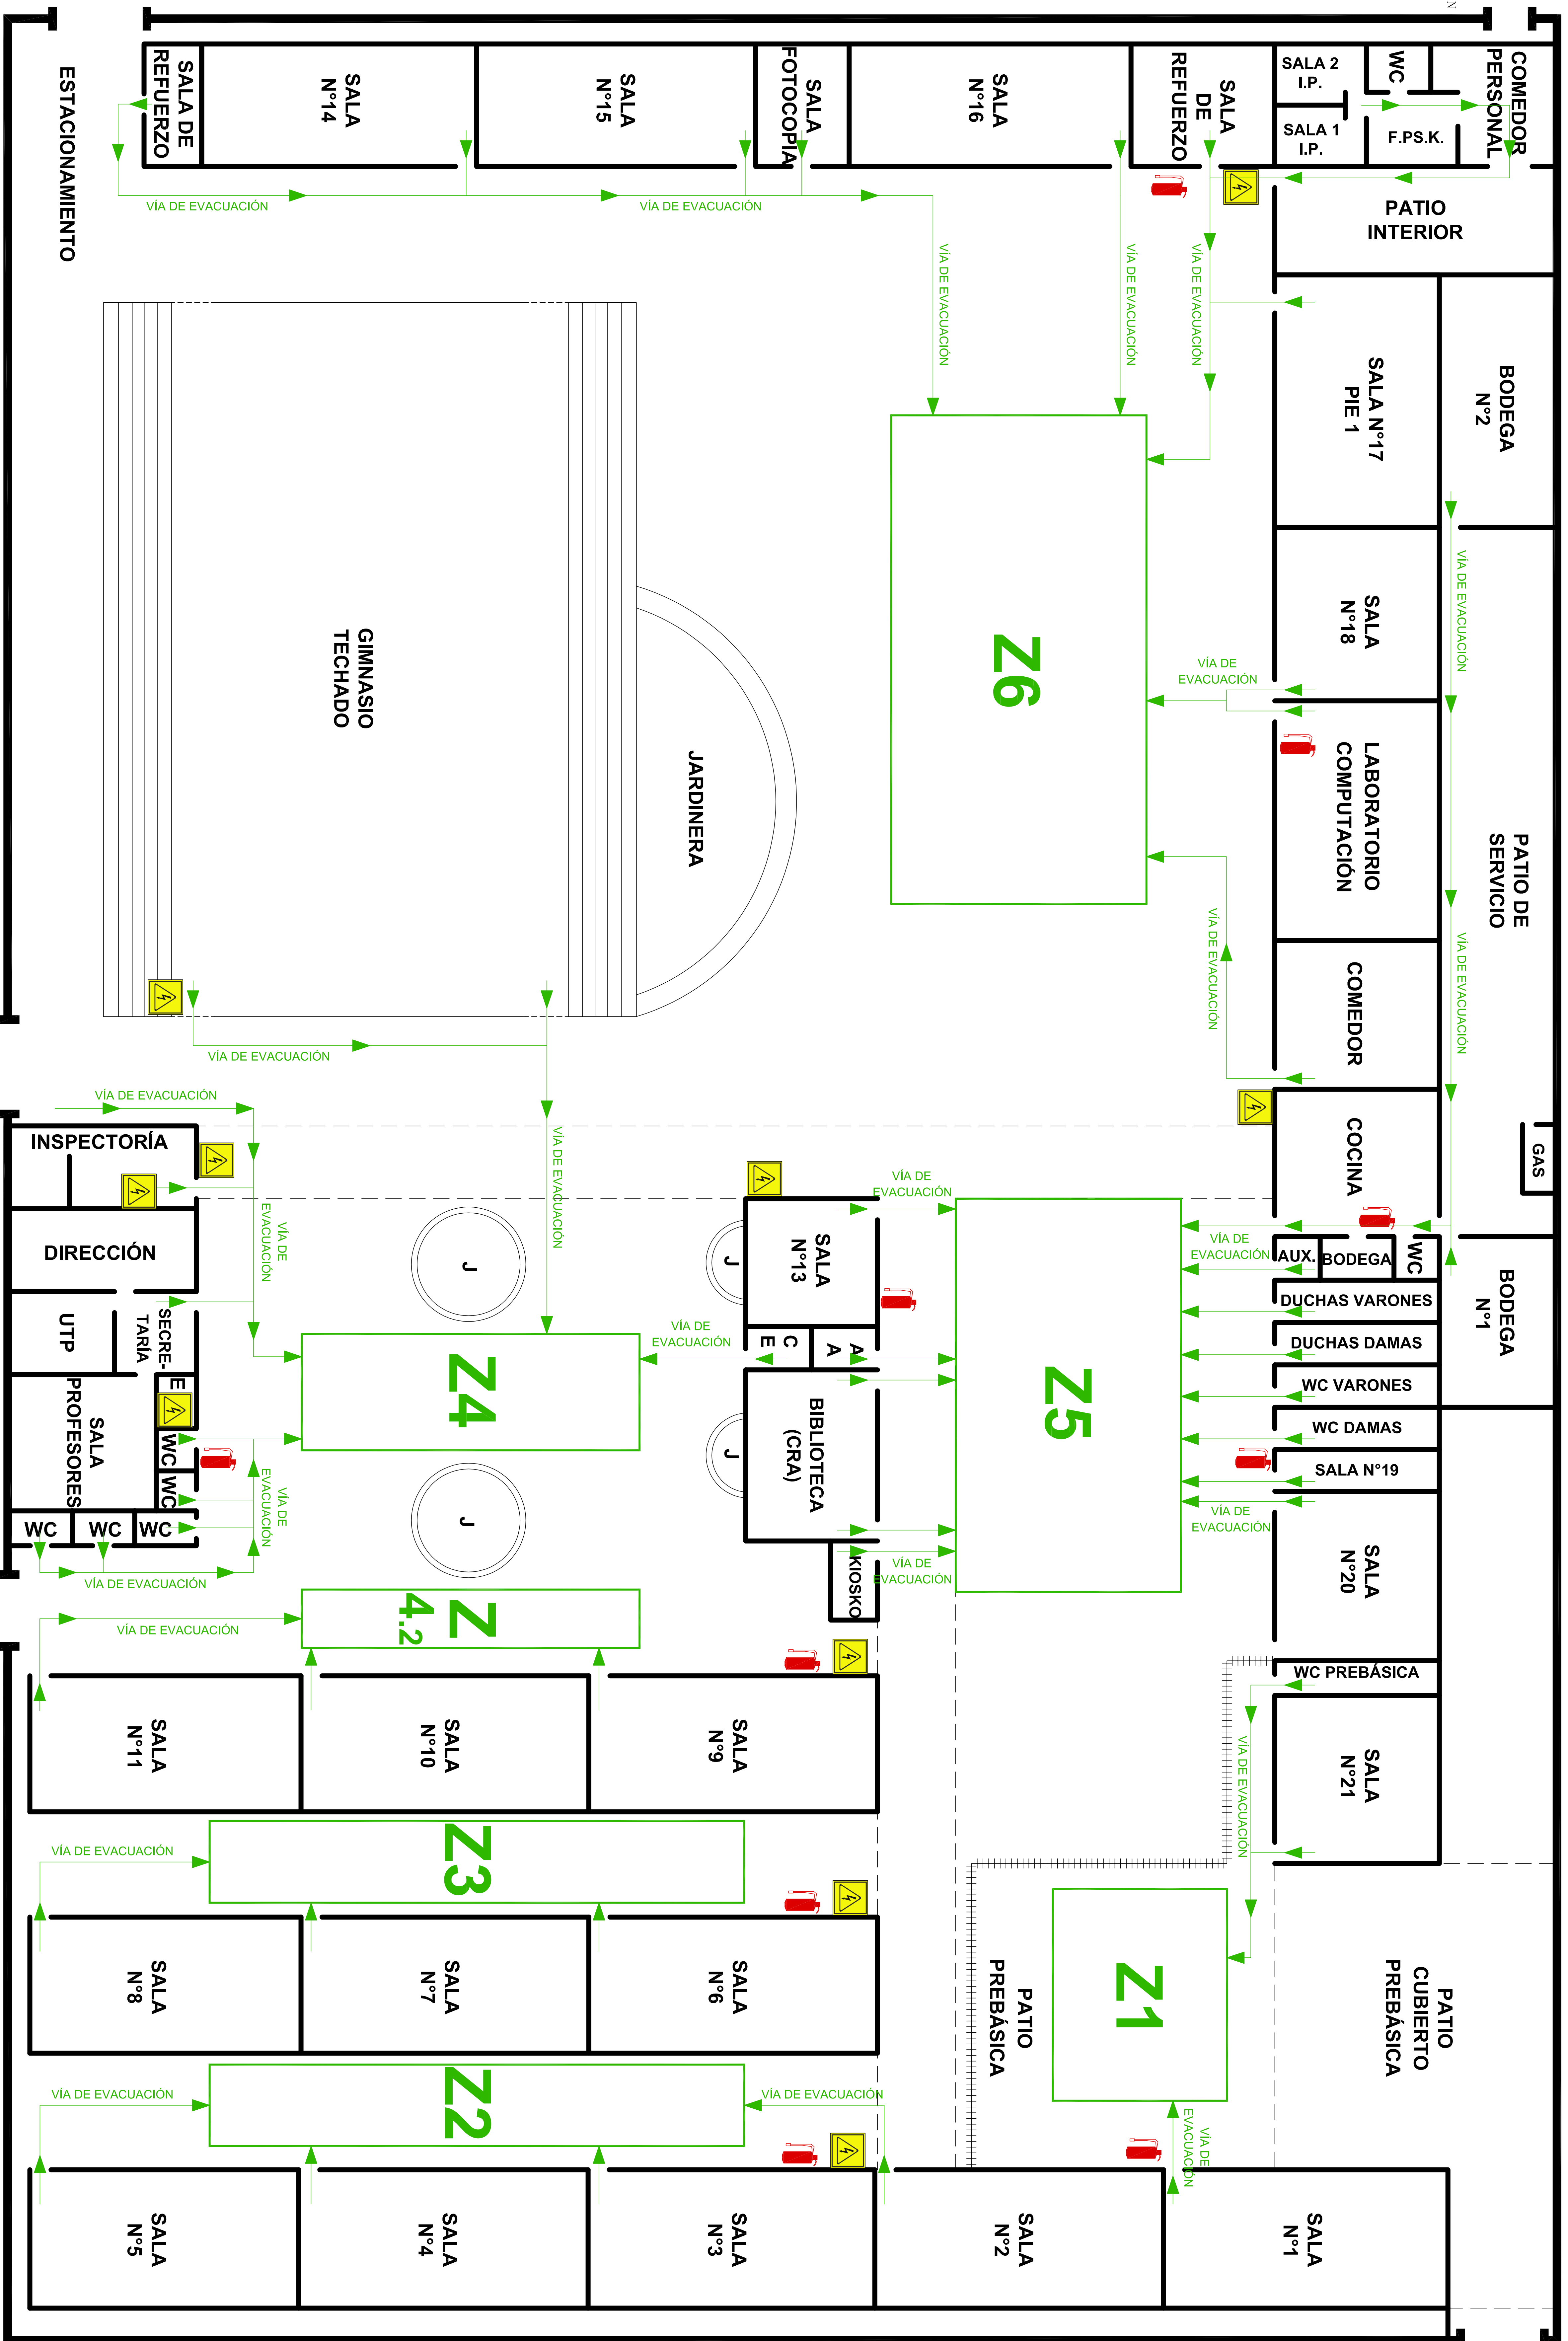 N
ESTACIONAMIENTO
SALA DE
REFUERZO
SALA
N°14
SALA
N°15
SALA
FOTOCOPIA
SALA
N°16
SALA
DE
REFUERZO
SALA 2
I.P.
SALA 1
I.P.
WC
F.PS.K.
COMEDOR
PERSONAL
PATIO
INTERIOR
VÍA DE EVACUACIÓN
VÍA DE EVACUACIÓN
VÍA DE EVACUACIÓN
VÍA DE EVACUACIÓN
VÍA DE EVACUACIÓN
SALA N°17
PIE 1
BODEGA
N°2
SALA
N°18
VÍA DE EVACUACIÓN
Z6
VÍA DE
EVACUACIÓN
GIMNASIO
TECHADO
JARDINERA
LABORATORIO
COMPUTACIÓN
PATIO DE
SERVICIO
VÍA DE EVACUACIÓN
VÍA DE EVACUACIÓN
COMEDOR
VÍA DE EVACUACIÓN
VÍA DE EVACUACIÓN
VÍA DE EVACUACIÓN
COCINA
GAS
INSPECTORÍA
VÍA DE
EVACUACIÓN
DIRECCIÓN
J
J
SALA
N°13
VÍA DE
EVACUACIÓN
VÍA DE
EVACUACIÓN
AUX.
BODEGA
WC
BODEGA
N°1
DUCHAS VARONES
DUCHAS DAMAS
WC VARONES
WC DAMAS
SALA N°19
UTP
SECRE-
TARÍA
Z4
VÍA DE
EVACUACIÓN
C
E
A
A
Z5
SALA
PROFESORES
E
WC
WC
WC
WC
WC
VÍA DE
EVACUACIÓN
VÍA DE EVACUACIÓN
J
J
BIBLIOTECA
(CRA)
VÍA DE
EVACUACIÓN
KIOSKO
VÍA DE
EVACUACIÓN
SALA
N°20
Z
4.2
VÍA DE EVACUACIÓN
WC PREBÁSICA
SALA
N°11
SALA
N°10
SALA
N°9
VÍA DE EVACUACIÓN
SALA
N°21
Z3
VÍA DE EVACUACIÓN
SALA
N°8
SALA
N°7
SALA
N°6
PATIO
PREBÁSICA
Z1
PATIO
CUBIERTO
PREBÁSICA
Z2
VÍA DE EVACUACIÓN
VÍA DE EVACUACIÓN
VÍA DE
EVACUACIÓN
SALA
N°5
SALA
N°4
SALA
N°3
SALA
N°2
SALA
N°1